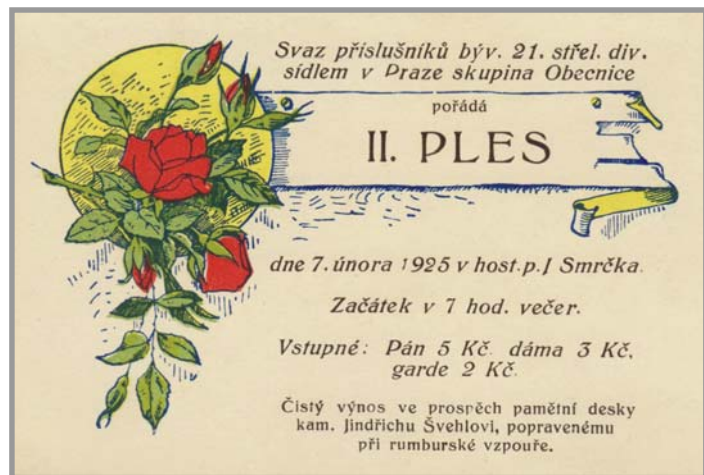 Svaz příslušníků býv. 21. střel. div.
sídlem v Praze skupina Obecnice
pořádá
II. PLES
dne 7. února 1925 v host. p. J Smrčka.
Začátek v 7 hod. večer.
Vstupné: Pán 5 Kč. dáma 3 Kč,
garde 2 Kč.
Čistý výnos ve prospěch pamětní desky
kam. Jindřichu Švehlovi, popravenému
při rumburské vzpouře.